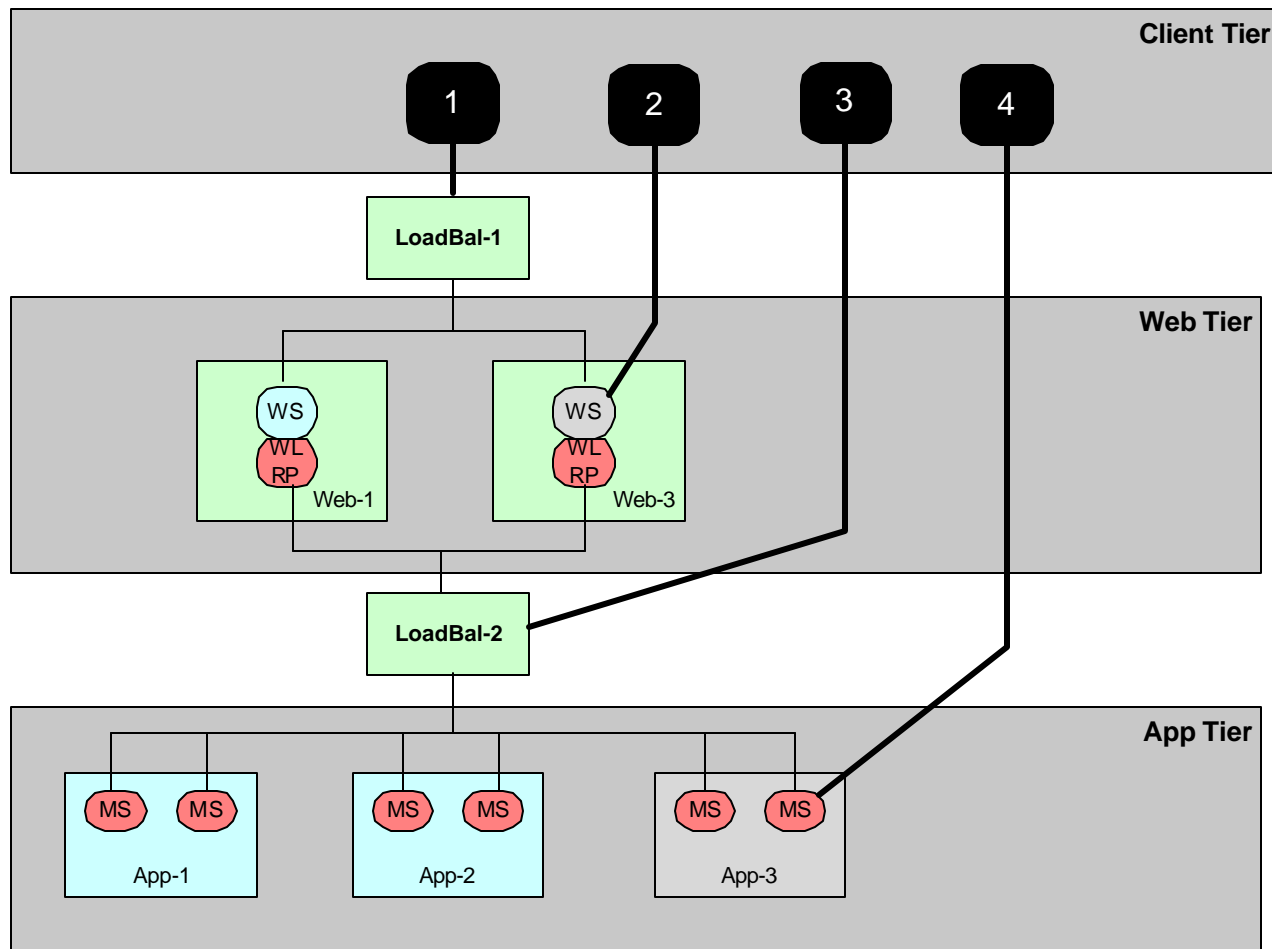 Client Tier
1
2
3
4
LoadBal-1
Web Tier
WS
WL
RP
Web-1
WS
WL
RP
Web-3
LoadBal-2
App Tier
MS
MS
App-1
MS
MS
App-2
MS
MS
App-3